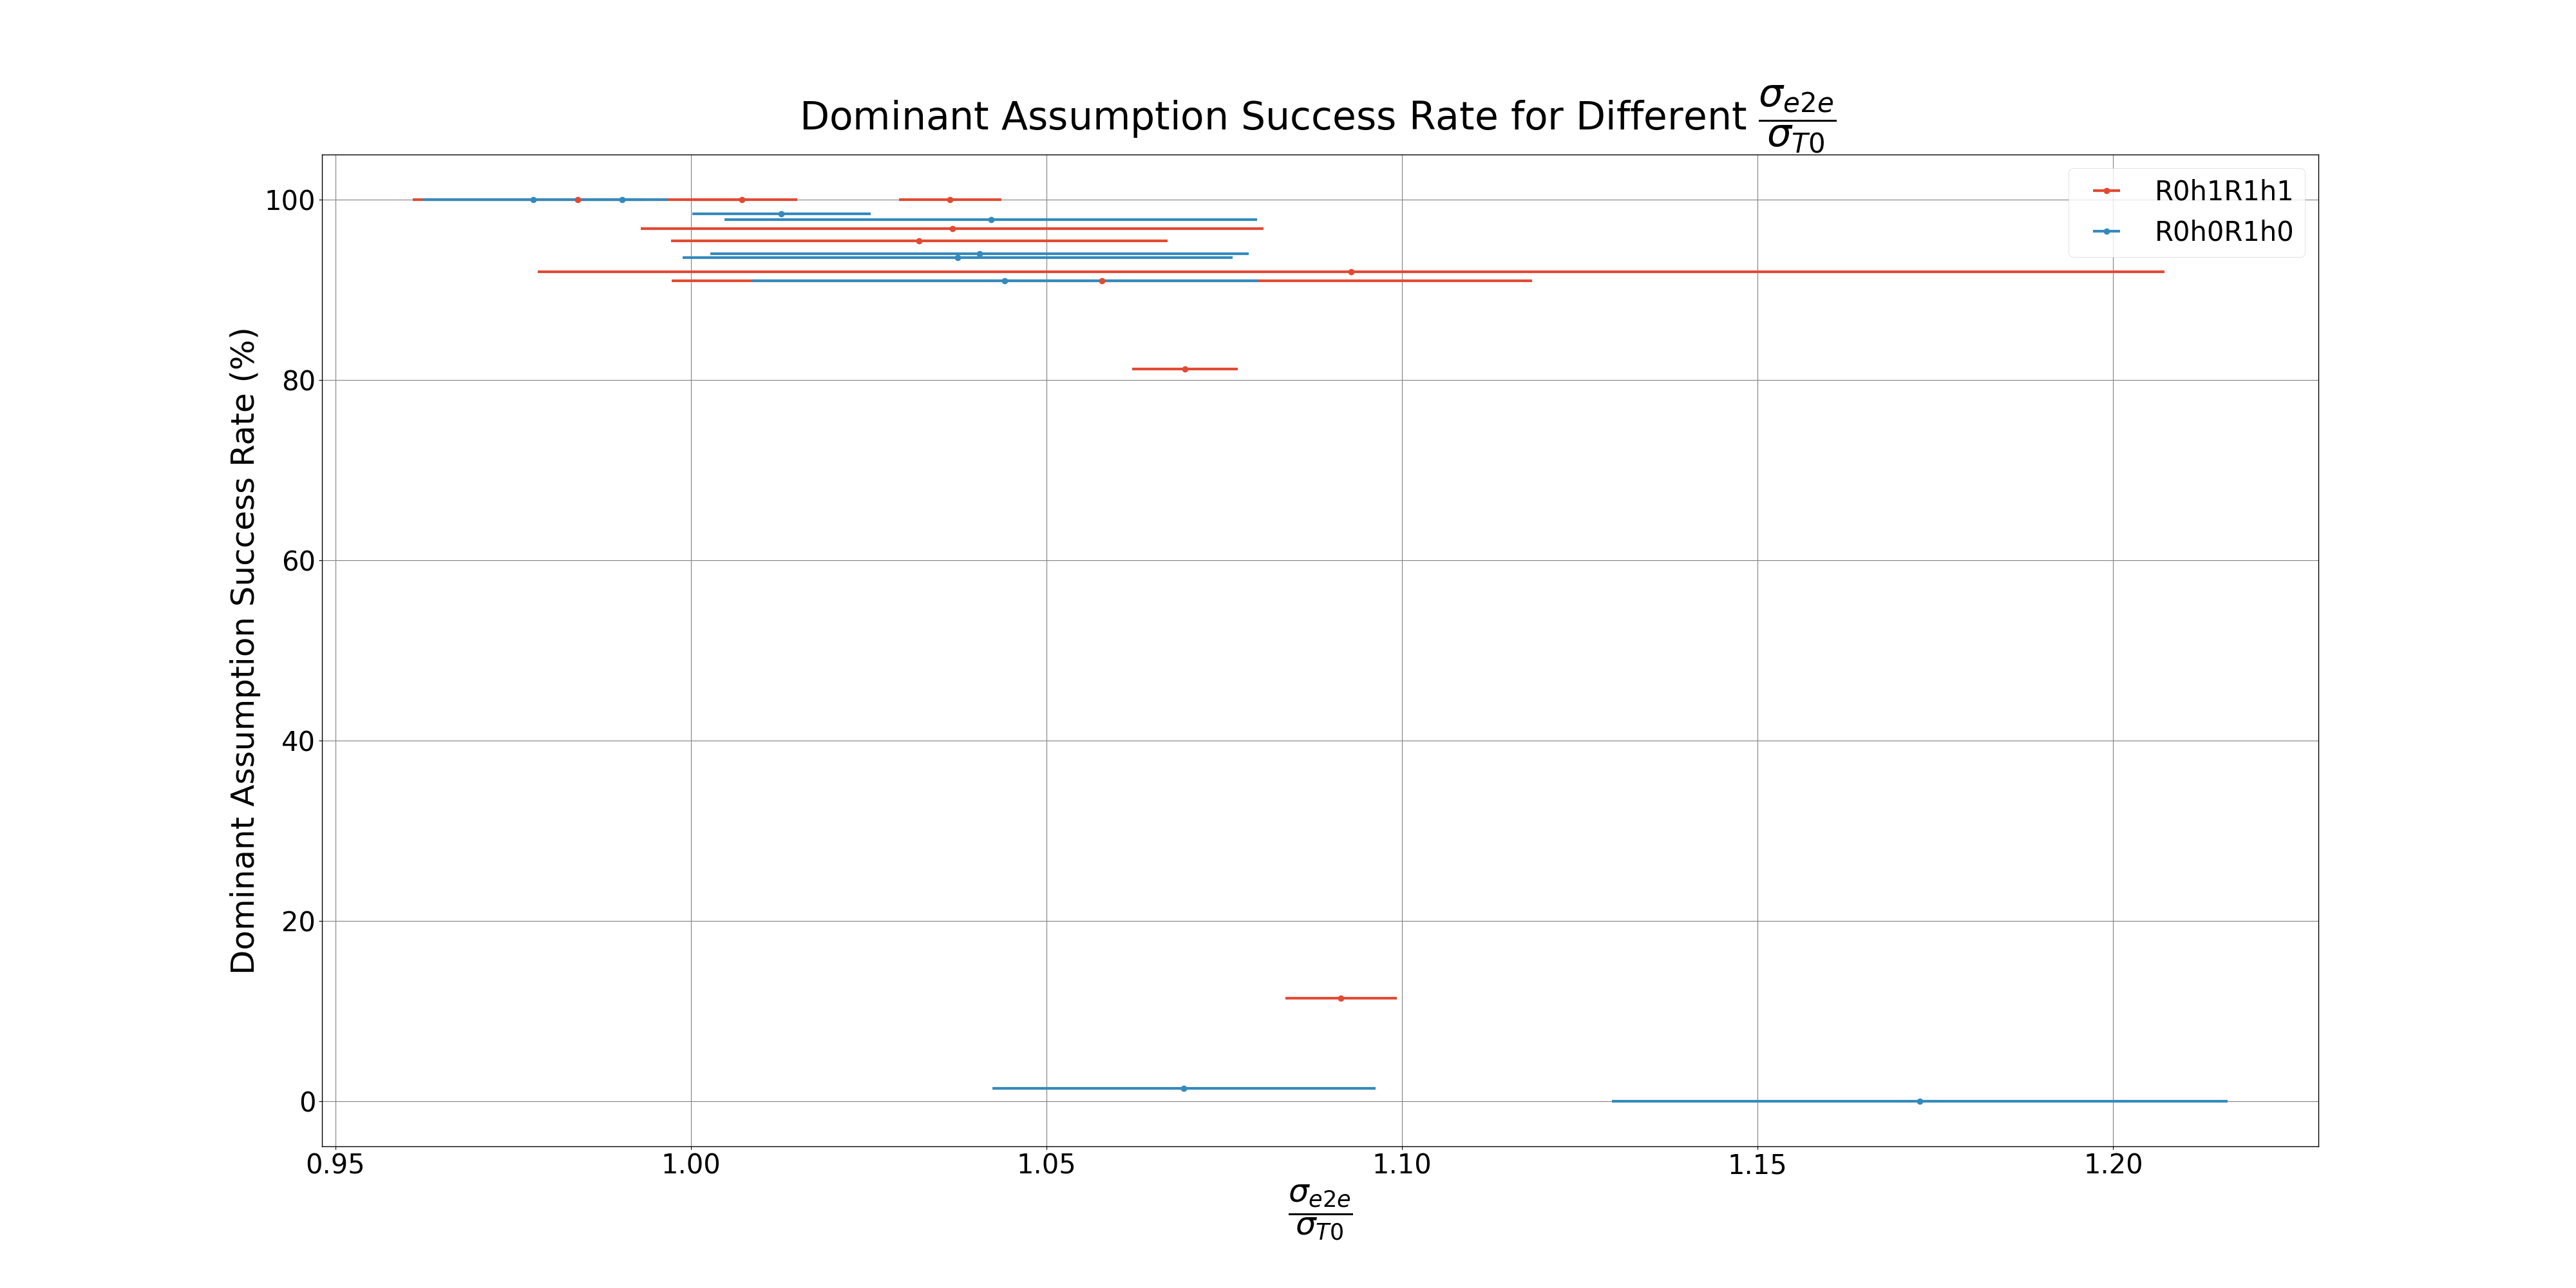 Dominant Assumption Success Rate for Different σe2e/σT0
R0h1R1h1
R0h0R1h0
Dominant Assumption Success Rate (%)
100
80
60
40
20
0
0.95 1.00 1.05 1.10 1.15 1.20
σe2e/σT0